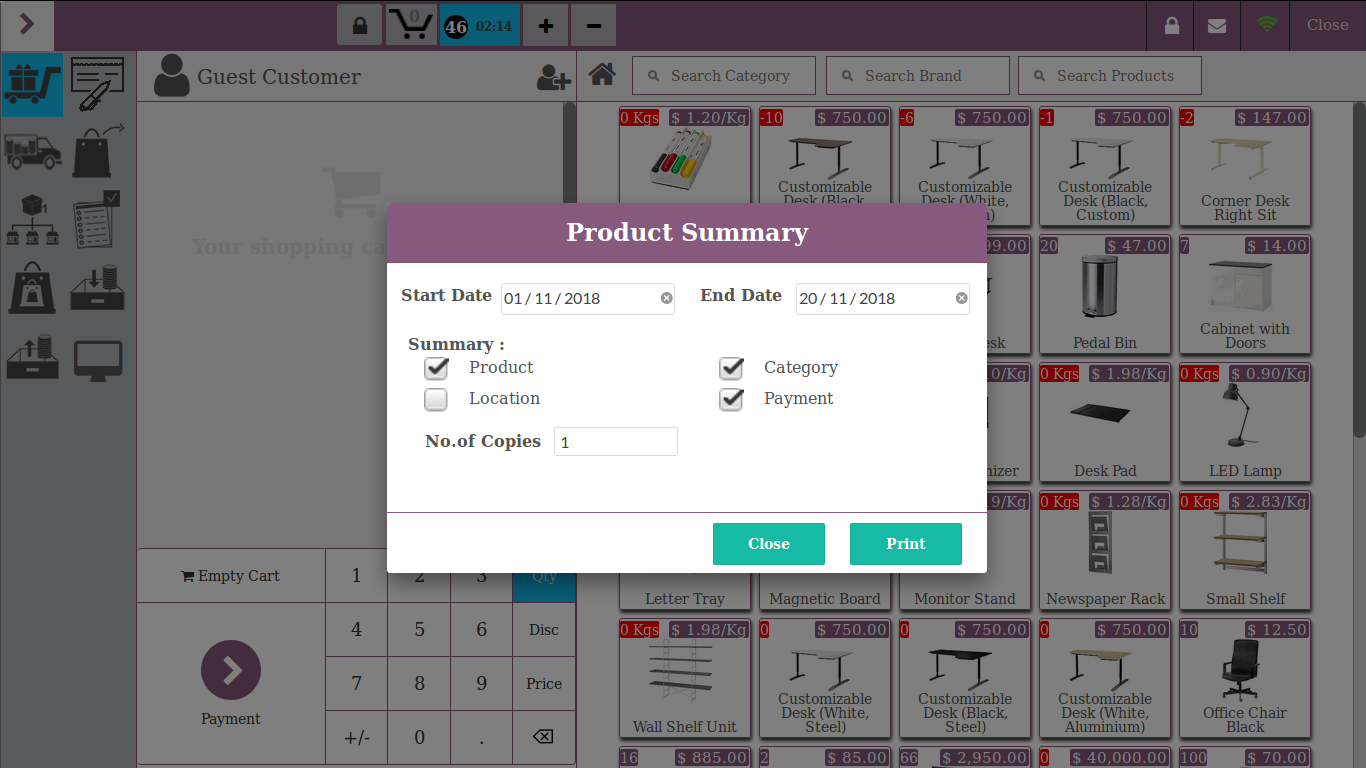 0
46 02:14
Close
Guest Customer
Search Category
Search Brand
Search Products
1
Your shopping ca
0 Kgs $ 1.20/Kg
-10 $ 750.00
Customizable
Desk (Black,
-6 $ 750.00
Customizable
Desk (White,
-1 $ 750.00
Customizable
Desk (Black,
Custom)
-2 $ 147.00
Corner Desk
Right Sit
99.00
20 $ 47.00
Pedal Bin
7 $ 14.00
Cabinet with
Doors
0/Kg
0 Kgs $ 1.98/Kg
Desk Pad
0 Kgs $ 0.90/Kg
LED Lamp
Product Summary
Start Date 01 / 11 / 2018
End Date 20 / 11 / 2018
Summary :
Product
Category
Location
Payment
No.of Copies 1
Close
Print
Letter Tray
Magnetic Board
9/Kg
Monitor Stand
0 Kgs $ 1.28/Kg
Newspaper Rack
0 Kgs $ 2.83/Kg
Small Shelf
0 Kgs $ 1.98/Kg
Wall Shelf Unit
0 $ 750.00
Customizable
Desk (White,
Steel)
0 $ 750.00
Customizable
Desk (Black,
Steel)
0 $ 750.00
Customizable
Desk (White,
Aluminium)
10 $ 12.50
Office Chair
Black
16 $ 885.00
2 $ 85.00
66 $ 2,950.00
0 $ 40,000.00
100 $ 70.00
Empty Cart
1 2 3 Qty
4 5 6 Disc
7 8 9 Price
+/- 0 .
Payment